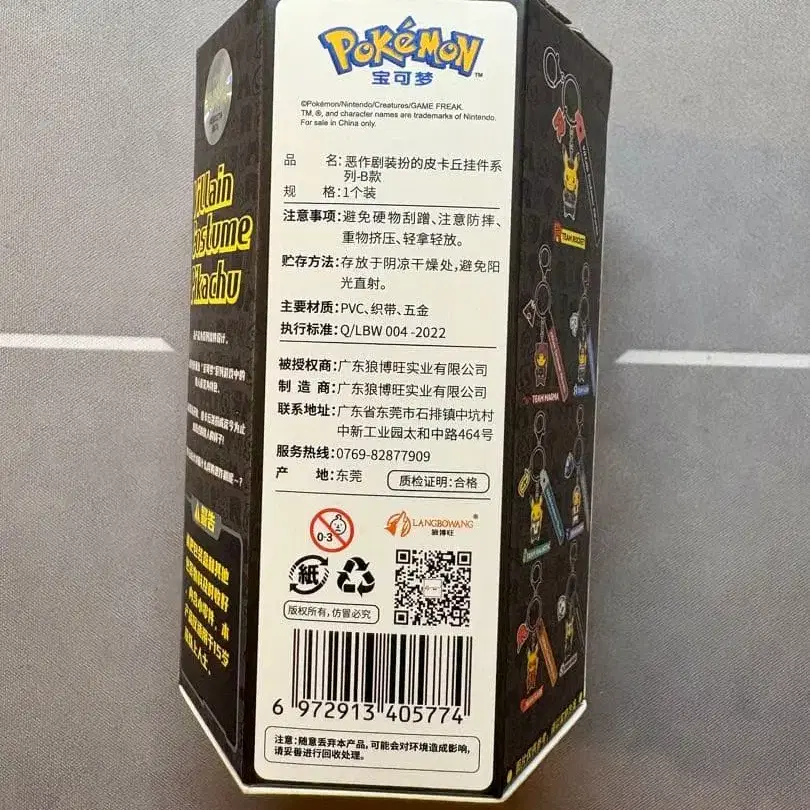 Pokémon
TM
宝可梦
©Pokémon/Nintendo/Creatures/GAME FREAK.
TM, ®, and character names are trademarks of Nintendo.
For sale in China only.
品 名:恶作剧装扮的皮卡丘挂件系
列-B款
规 格:1个装
注意事项:避免硬物刮蹭、注意防摔、
重物挤压、轻拿轻放。
贮存方法:存放于阴凉干燥处,避免阳
光直射。
主要材质:PVC、织带、五金
执行标准:Q/LBW 004 -2022
被授权商:广东狼博旺实业有限公司
制 造 商:广东狼博旺实业有限公司
联系地址:广东省东莞市石排镇中坑村
中新工业园太和中路464号
服务热线:0769-82877909
产 地:东莞
质检证明:合格
0-3
LANGBOWANG®
狼博旺
紙
版权所有,仿冒必究
6 972913 405774
注意:随意丢弃本产品,可能会对环境造成影响,
请妥善进行回收处理。
Villain
Costume
Pikachu
警告
TEAM ROCKET
TEAM MAGMA